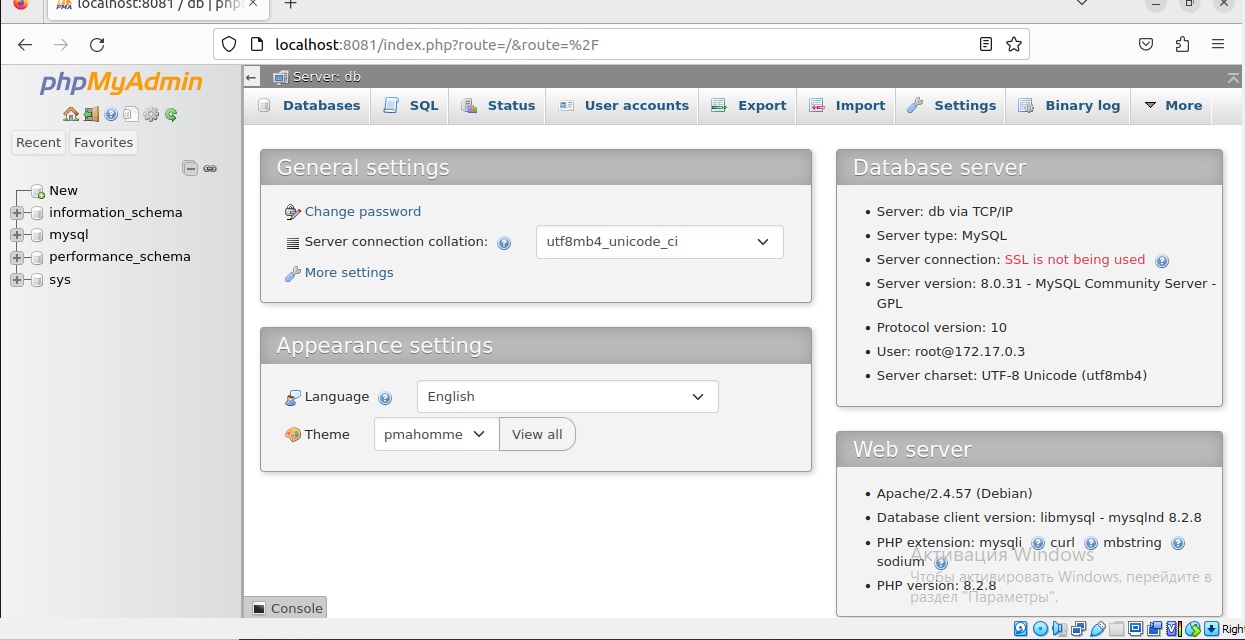 localhost:8081 / db | php
localhost:8081/index.php?route=/&route=%2F
phpMyAdmin
Recent
Favorites
New
information_schema
mysql
performance_schema
sys
Server: db
Databases
SQL
Status
User accounts
Export
Import
Settings
Binary log
More
General settings
Change password
Server connection collation:
utf8mb4_unicode_ci
More settings
Appearance settings
Language
English
Theme
pmahomme
View all
Database server
Server: db via TCP/IP
Server type: MySQL
Server connection: SSL is not being used
Server version: 8.0.31 - MySQL Community Server -
GPL
Protocol version: 10
User: root@172.17.0.3
Server charset: UTF-8 Unicode (utf8mb4)
Web server
Apache/2.4.57 (Debian)
Database client version: libmysql - mysqlnd 8.2.8
PHP extension: mysqli curl mbstring
sodium
PHP version: 8.2.8
Активация Windows
Чтобы активировать Windows, перейдите в
раздел "Параметры".
Console
Right